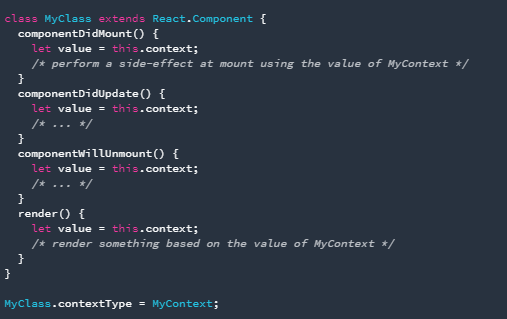 class MyClass extends React.Component {
  componentDidMount() {
    let value = this.context;
    /* perform a side-effect at mount using the value of MyContext */
  }
  componentDidUpdate() {
    let value = this.context;
    /* ... */
  }
  componentWillUnmount() {
    let value = this.context;
    /* ... */
  }
  render() {
    let value = this.context;
    /* render something based on the value of MyContext */
  }
}
MyClass.contextType = MyContext;